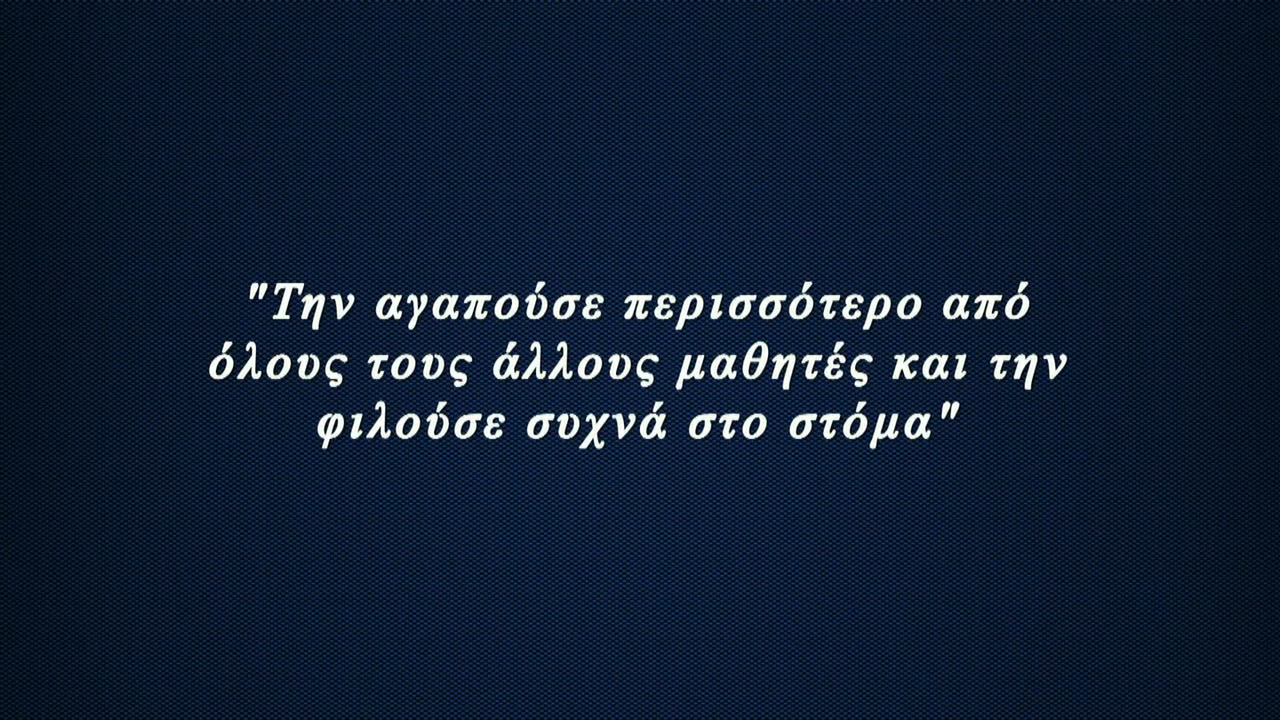 "Την αγαπούσε περισσότερο από
όλους τους άλλους μαθητές και την
φιλούσε συχνά στο στόμα"